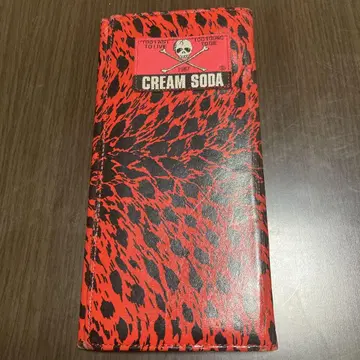 TOO FAST TOO YOUNG
TO LIVE TO DIE
CREAM SODA